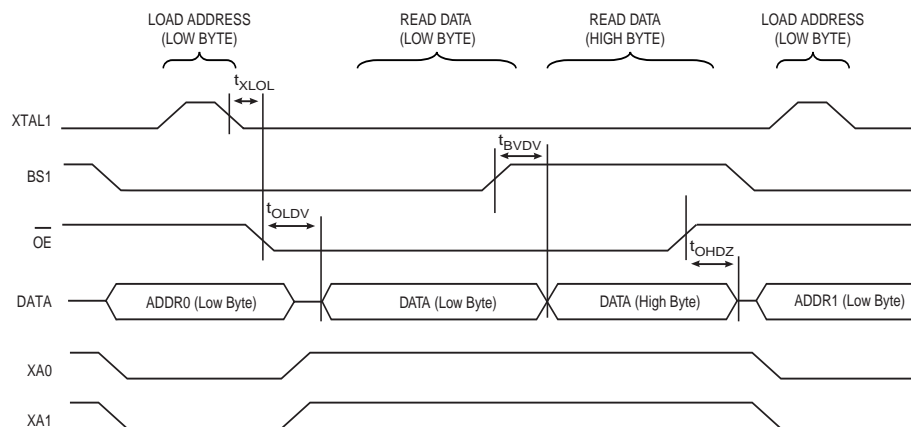 LOAD ADDRESS
(LOW BYTE)
READ DATA
(LOW BYTE)
READ DATA
(HIGH BYTE)
LOAD ADDRESS
(LOW BYTE)
tXLOL
XTAL1
tBVDV
BS1
tOLDV
OE
tOHDZ
DATA
ADDR0 (Low Byte)
DATA (Low Byte)
DATA (High Byte)
ADDR1 (Low Byte)
XA0
XA1